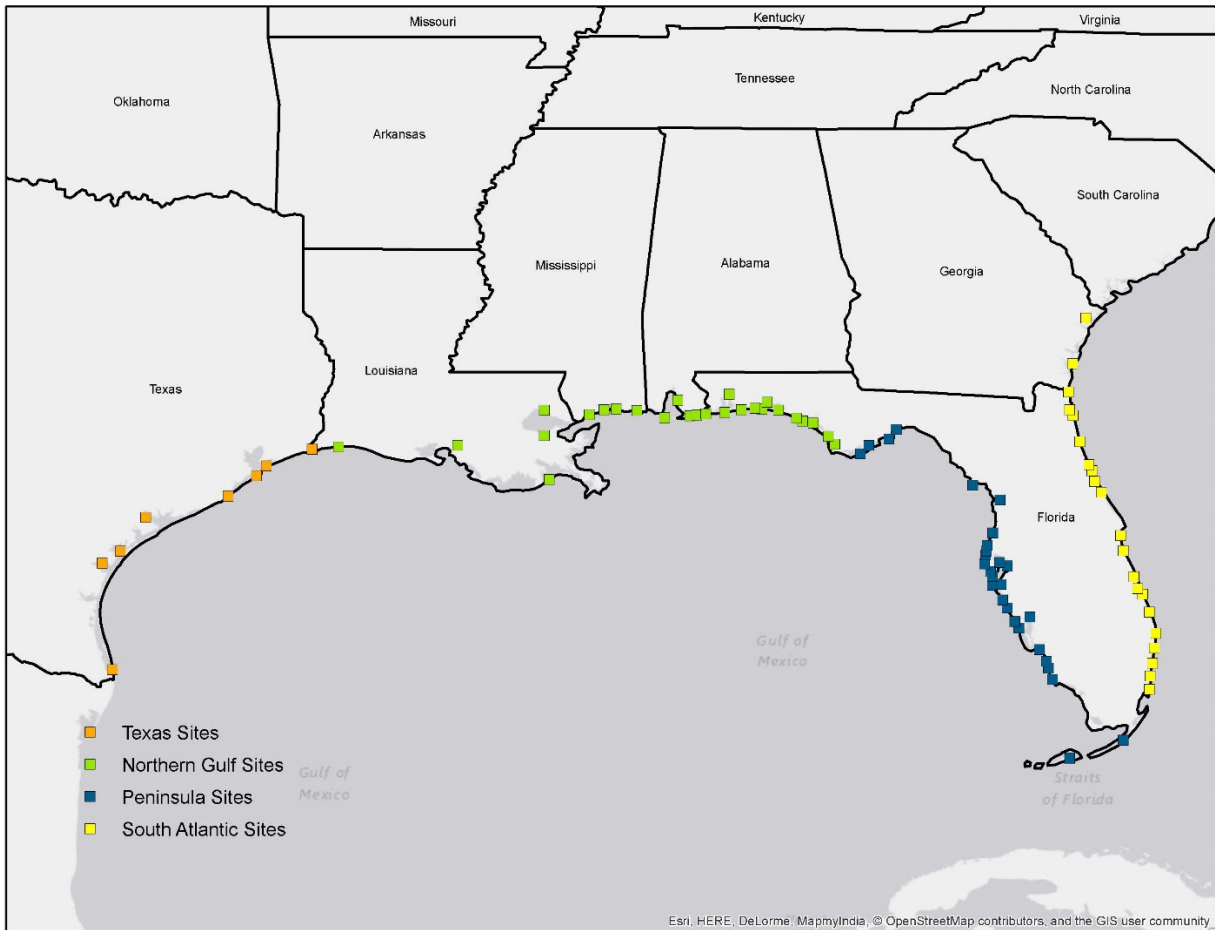 Missouri
Kentucky
Virginia
Oklahoma
Tennessee
North Carolina
Arkansas
South Carolina
Mississippi
Alabama
Georgia
Louisiana
Texas
Florida
Gulf of
Mexico
Texas Sites
Northern Gulf Sites
Gulf of
Mexico
Peninsula Sites
Straits
of Florida
South Atlantic Sites
Esri, HERE, DeLorme, MapmyIndia, © OpenStreetMap contributors, and the GIS user community